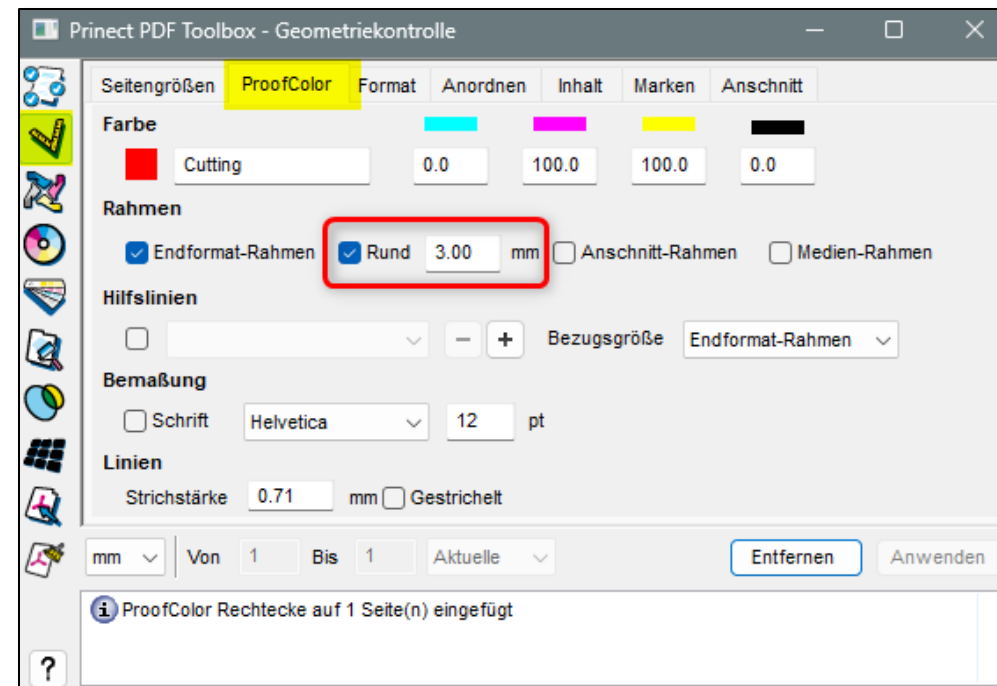 Prinect PDF Toolbox - Geometriekontrolle
Seitengrößen ProofColor Format Anordnen Inhalt Marken Anschnitt
Farbe
Cutting 0.0 100.0 100.0 0.0
Rahmen
Endformat-Rahmen Rund 3.00 mm Anschnitt-Rahmen Medien-Rahmen
Hilfslinien
Bezugsgröße Endformat-Rahmen
Bemaßung
Schrift Helvetica 12 pt
Linien
Strichstärke 0.71 mm Gestrichelt
mm Von 1 Bis 1 Aktuelle Entfernen Anwenden
ProofColor Rechtecke auf 1 Seite(n) eingefügt
?